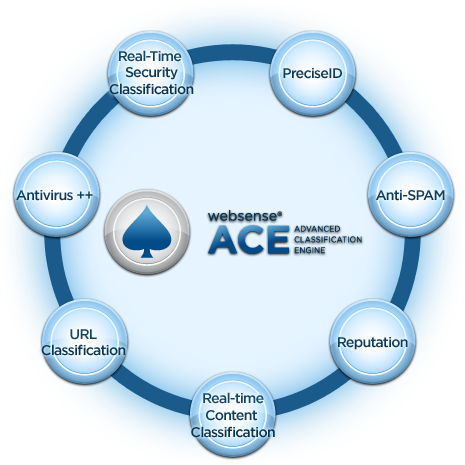 Real-Time
Security
Classification
PreciseID
Antivirus ++
Anti-SPAM
websense®
ACE
ADVANCED
CLASSIFICATION
ENGINE
URL
Classification
Reputation
Real-time
Content
Classification